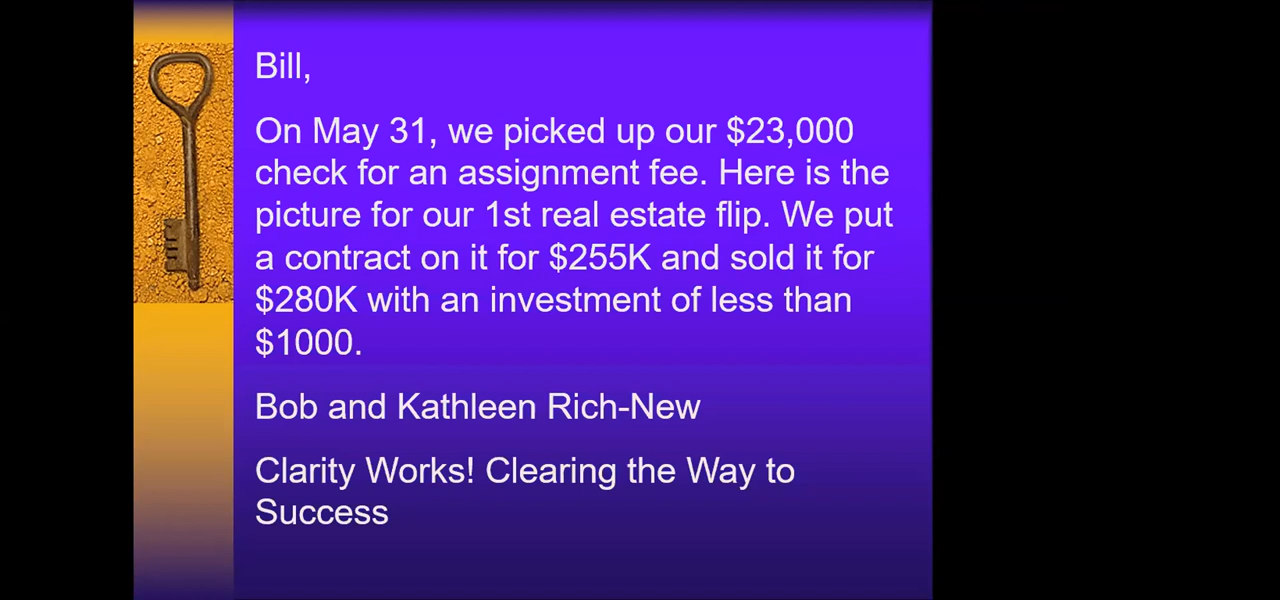 Bill,
On May 31, we picked up our $23,000
check for an assignment fee. Here is the
picture for our 1st real estate flip. We put
a contract on it for $255K and sold it for
$280K with an investment of less than
$1000.
Bob and Kathleen Rich-New
Clarity Works! Clearing the Way to
Success